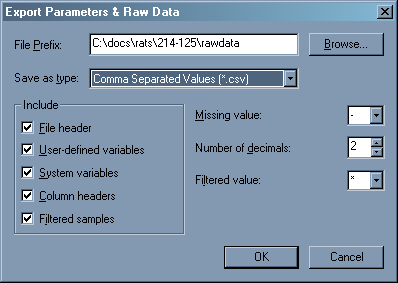 Export Parameters & Raw Data
File Prefix: C:\docs\rats\214-125\rawdata Browse...
Save as type: Comma Separated Values (*.csv)
Include
File header
User-defined variables
System variables
Column headers
Filtered samples
Missing value: -
Number of decimals: 2
Filtered value: *
OK Cancel